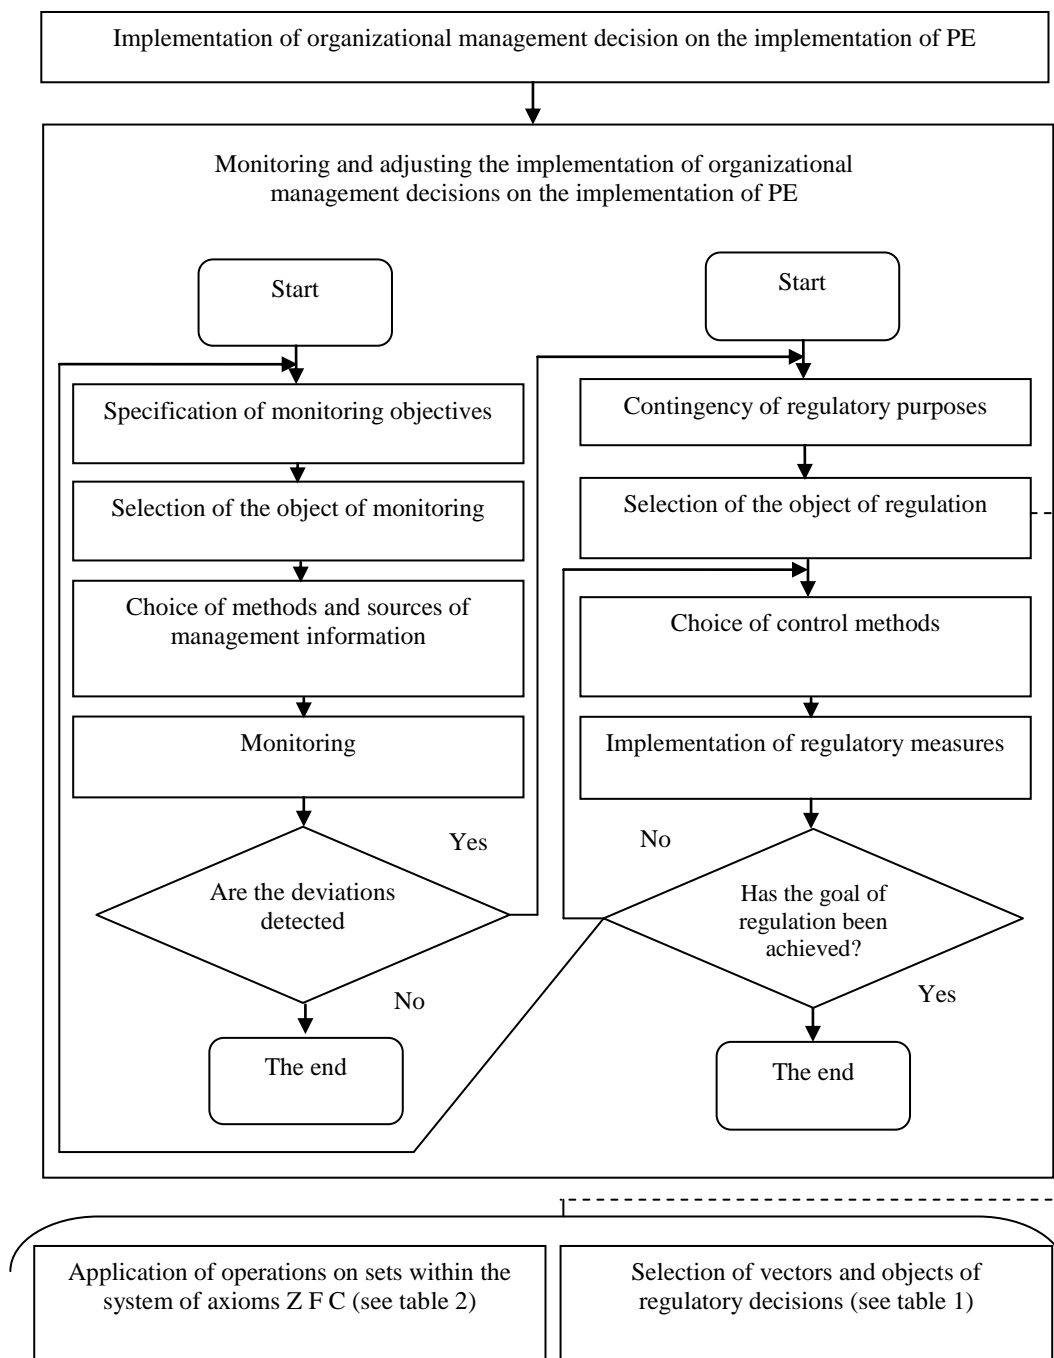 Implementation of organizational management decision on the implementation of PE
Monitoring and adjusting the implementation of organizational
management decisions on the implementation of PE
Start
Specification of monitoring objectives
Selection of the object of monitoring
Choice of methods and sources of
management information
Monitoring
Yes
Are the deviations
detected
No
The end
Start
Contingency of regulatory purposes
Selection of the object of regulation
Choice of control methods
Implementation of regulatory measures
No
Has the goal of
regulation been
achieved?
Yes
The end
Application of operations on sets within the
system of axioms Z F C (see table 2)
Selection of vectors and objects of
regulatory decisions (see table 1)